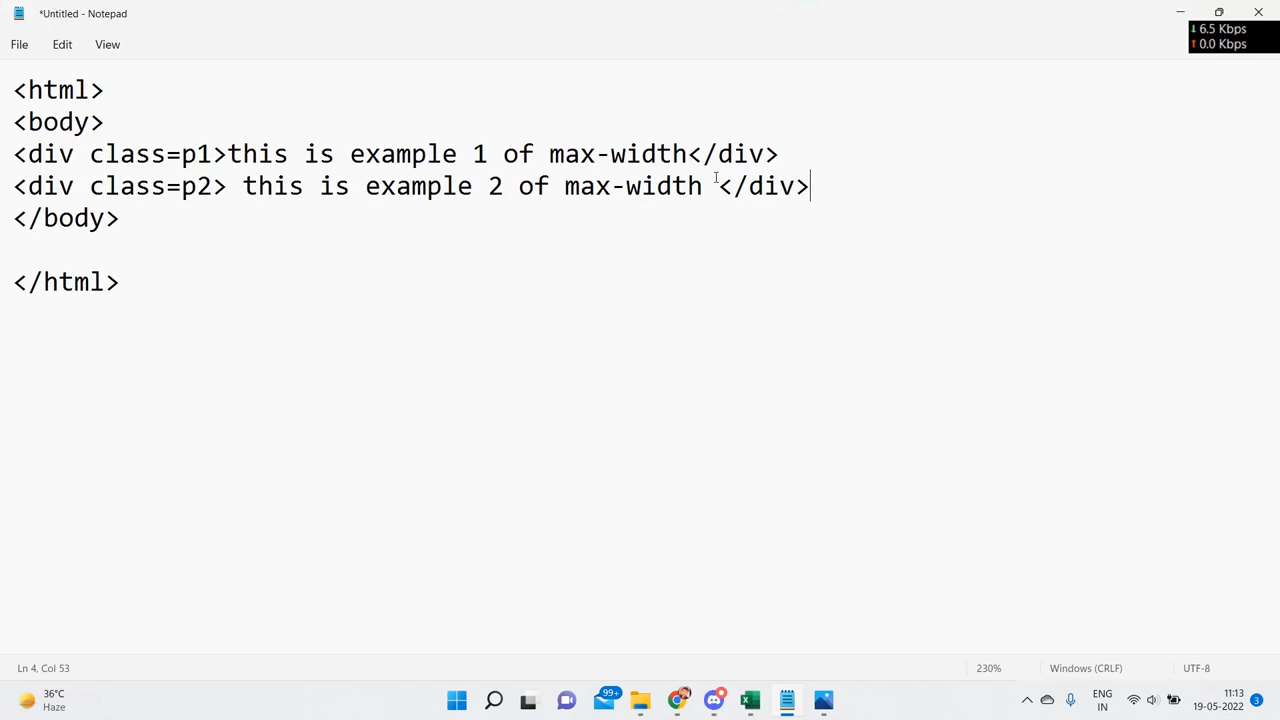 *Untitled - Notepad
6.5 Kbps
0.0 Kbps
File Edit View
<html>
<body>
<div class=p1>this is example 1 of max-width</div>
<div class=p2> this is example 2 of max-width </div>
</body>
</html>
Ln 4, Col 53
230%
Windows (CRLF)
UTF-8
36°C
Haze
99+
ENG
IN
11:13
19-05-2022
3